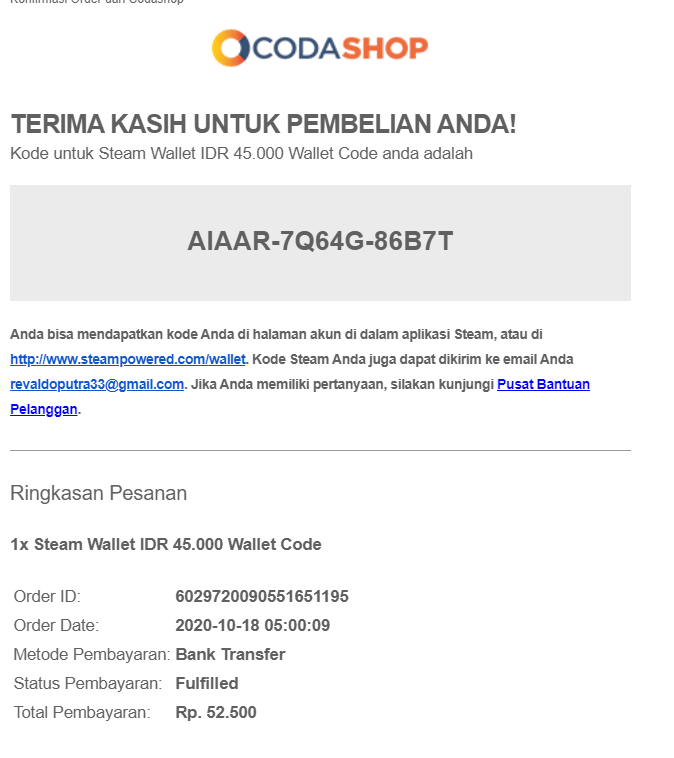 Konfirmasi Order dari Codashop
CODASHOP
TERIMA KASIH UNTUK PEMBELIAN ANDA!
Kode untuk Steam Wallet IDR 45.000 Wallet Code anda adalah
AIAAR-7Q64G-86B7T
Anda bisa mendapatkan kode Anda di halaman akun di dalam aplikasi Steam, atau di
http://www.steampowered.com/wallet. Kode Steam Anda juga dapat dikirim ke email Anda
revaldoputra33@gmail.com. Jika Anda memiliki pertanyaan, silakan kunjungi Pusat Bantuan
Pelanggan.
Ringkasan Pesanan
1x Steam Wallet IDR 45.000 Wallet Code
Order ID: 6029720090551651195
Order Date: 2020-10-18 05:00:09
Metode Pembayaran: Bank Transfer
Status Pembayaran: Fulfilled
Total Pembayaran: Rp. 52.500